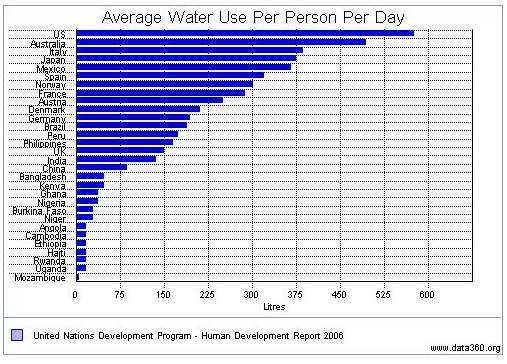 Average Water Use Per Person Per Day
US
Australia
Italy
Japan
Mexico
Spain
Norway
France
Austria
Denmark
Germany
Brazil
Peru
Philippines
UK
India
China
Bangladesh
Kenya
Ghana
Nigeria
Burkina Faso
Niger
Angola
Cambodia
Ethiopia
Haiti
Rwanda
Uganda
Mozambique
0 75 150 225 300 375 450 525 600
Litres
United Nations Development Program - Human Development Report 2006
www.data360.org